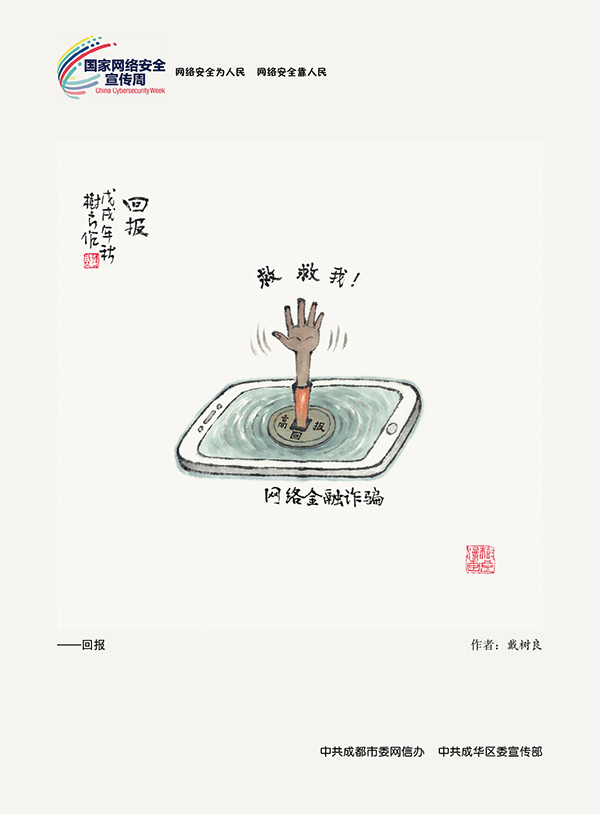 国家网络安全
宣传周
China Cybersecurity Week
网络安全为人民 网络安全靠人民
回报
戊戌年秋
树良作
救救我！
高回报
网络金融诈骗
——回报
作者：戴树良
中共成都市委网信办 中共成华区委宣传部